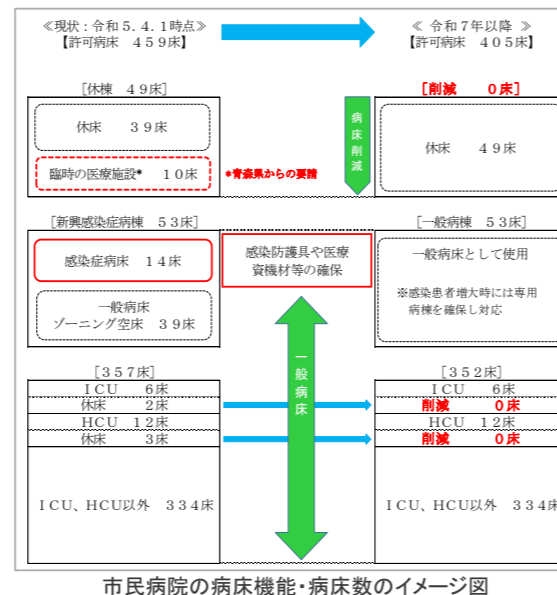 ≪現状：令和５.４.１時点≫
【許可病床　４５９床】
≪ 令和７年以降 ≫
【許可病床　４０５床】
[休棟　４９床]
休床　３９床
臨時の医療施設*　１０床
*青森県からの要請
病床削減
[削減　０床]
休床　４９床
[新興感染症病棟　５３床]
感染症病床　１４床
一般病床
ゾーニング空床　３９床
感染防護具や医療
資機材等の確保
[一般病棟　５３床]
一般病床として使用
※感染患者増大時には専用
病棟を確保し対応
一般病床
[３５７床]
ＩＣＵ　６床
休床　２床
ＨＣＵ　１２床
休床　３床
ＩＣＵ、ＨＣＵ以外　３３４床
[３５２床]
ＩＣＵ　６床
削減　０床
ＨＣＵ　１２床
削減　０床
ＩＣＵ、ＨＣＵ以外　３３４床
市民病院の病床機能・病床数のイメージ図